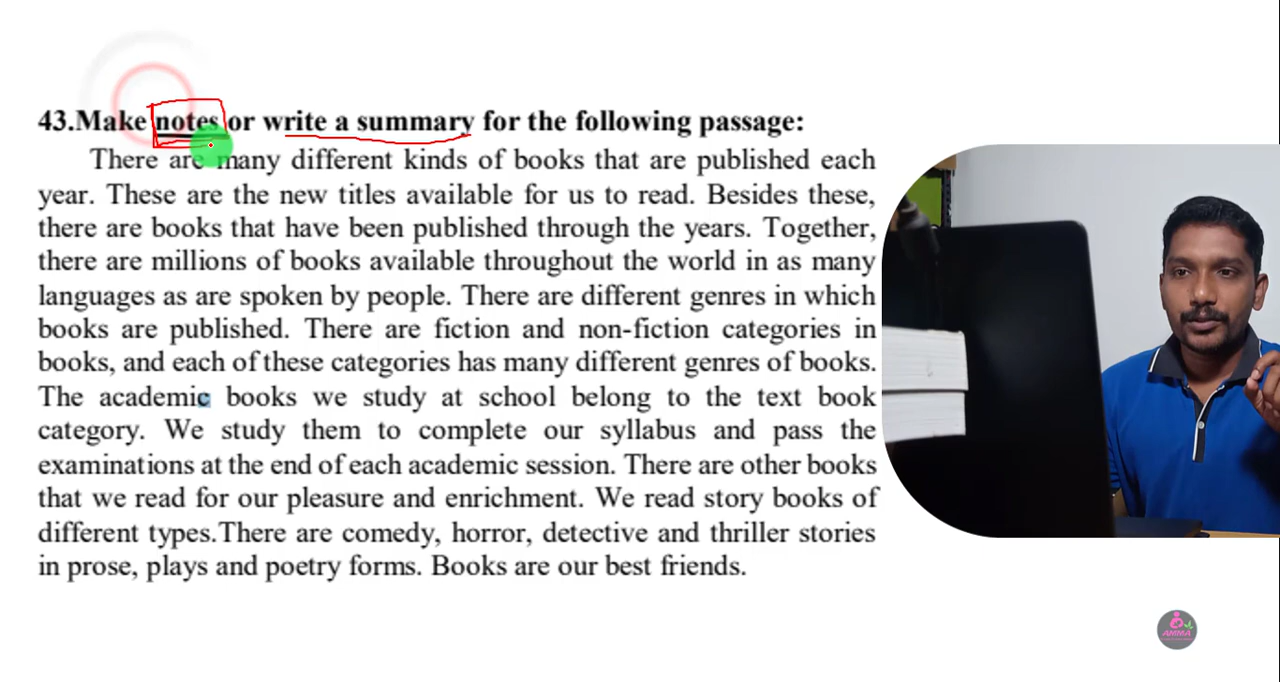 43.Make notes or write a summary for the following passage:
There are many different kinds of books that are published each
year. These are the new titles available for us to read. Besides these,
there are books that have been published through the years. Together,
there are millions of books available throughout the world in as many
languages as are spoken by people. There are different genres in which
books are published. There are fiction and non-fiction categories in
books, and each of these categories has many different genres of books.
The academic books we study at school belong to the text book
category. We study them to complete our syllabus and pass the
examinations at the end of each academic session. There are other books
that we read for our pleasure and enrichment. We read story books of
different types.There are comedy, horror, detective and thriller stories
in prose, plays and poetry forms. Books are our best friends.
AMMA